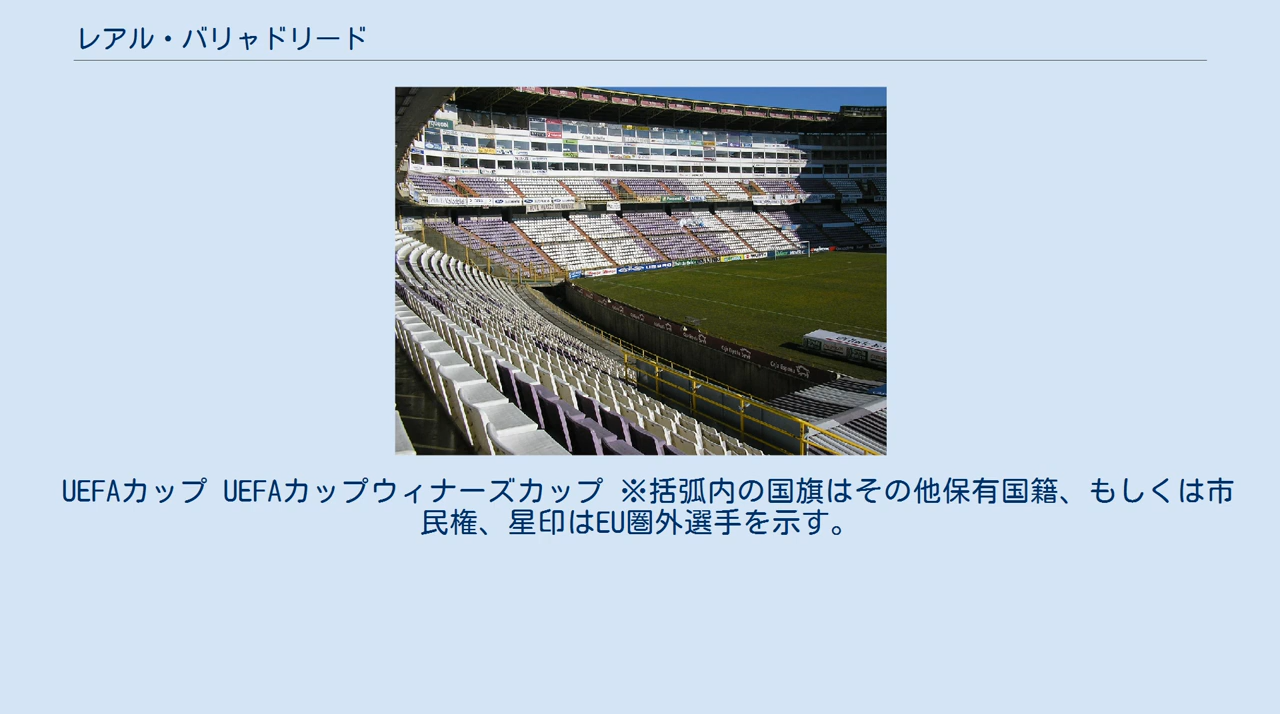 レアル・バリャドリード
UEFAカップ UEFAカップウィナーズカップ ※括弧内の国旗はその他保有国籍、もしくは市
民権、星印はEU圏外選手を示す。